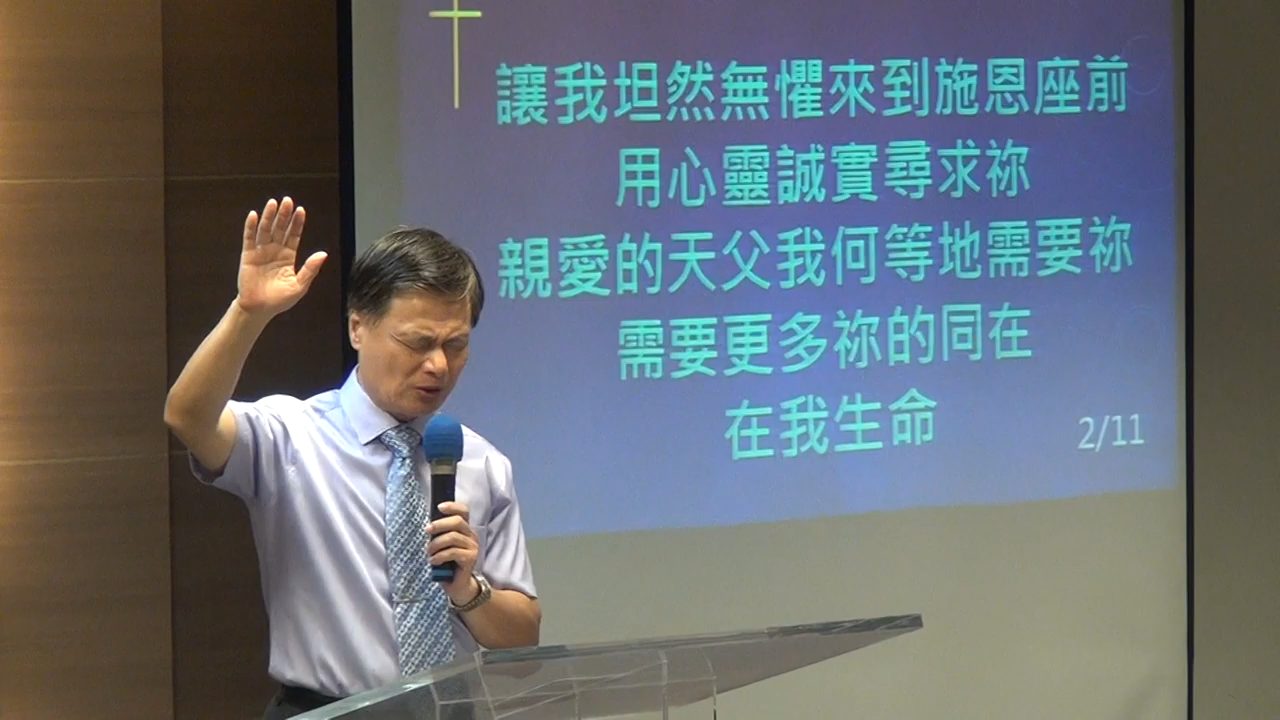 讓我坦然無懼來到施恩座前
用心靈誠實尋求祢
親愛的天父我何等地需要祢
需要更多祢的同在
在我生命
2/11